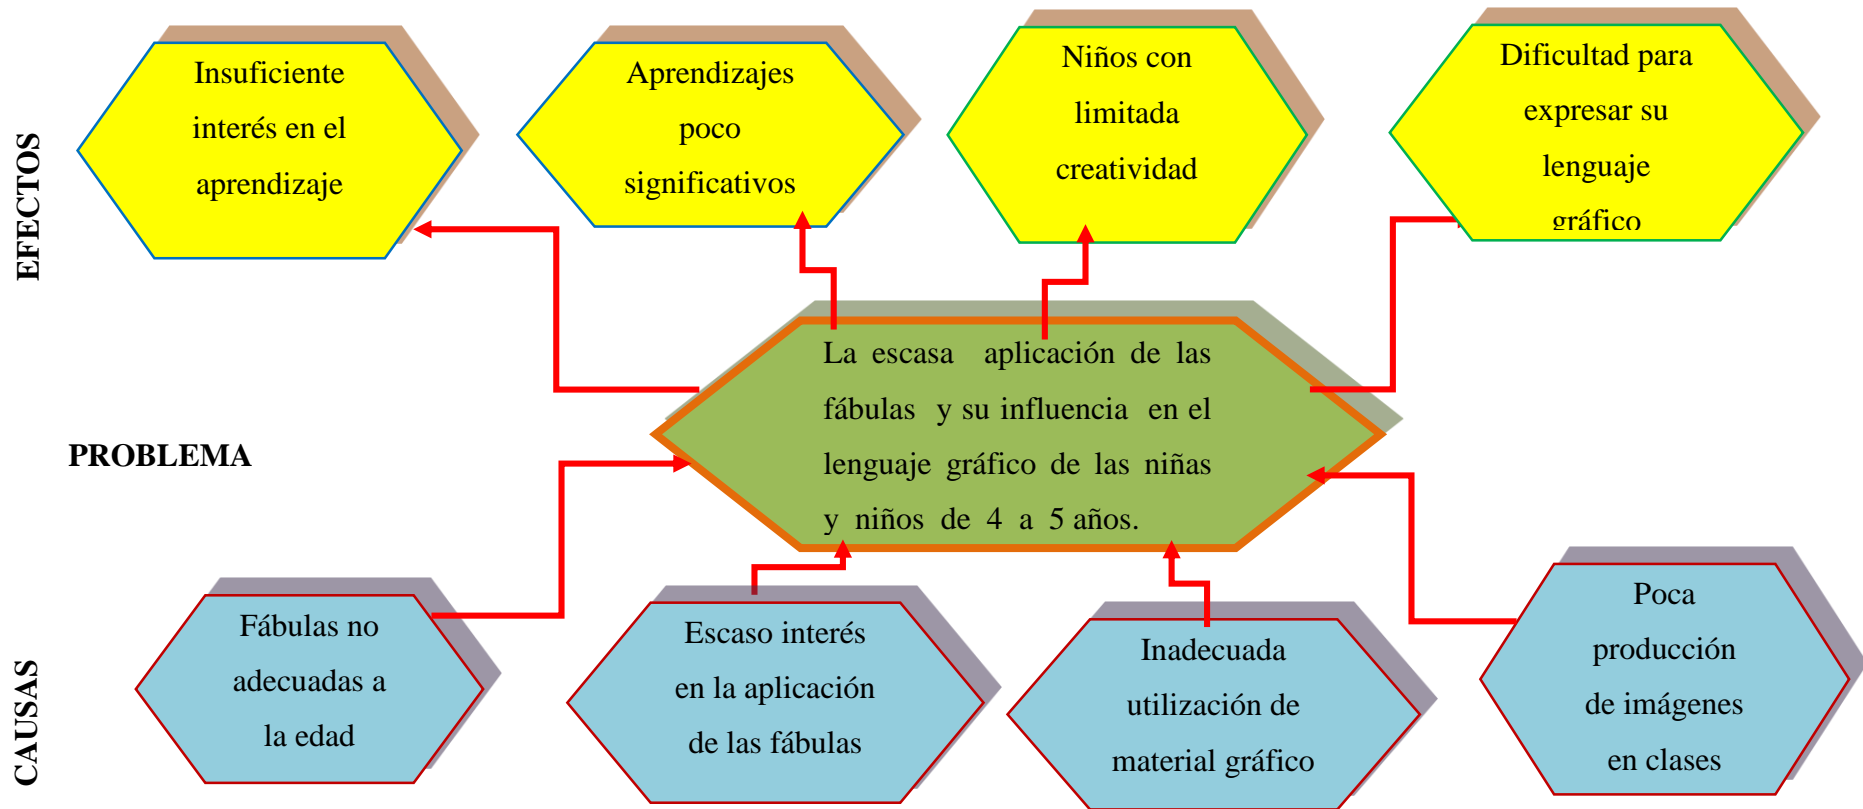 EFECTOS
Insuficiente
interés en el
aprendizaje
Aprendizajes
poco
significativos
Niños con
limitada
creatividad
Dificultad para
expresar su
lenguaje
gráfico
PROBLEMA
La escasa aplicación de las
fábulas y su influencia en el
lenguaje gráfico de las niñas
y niños de 4 a 5 años.
CAUSAS
Fábulas no
adecuadas a
la edad
Escaso interés
en la aplicación
de las fábulas
Inadecuada
utilización de
material gráfico
Poca
producción
de imágenes
en clases